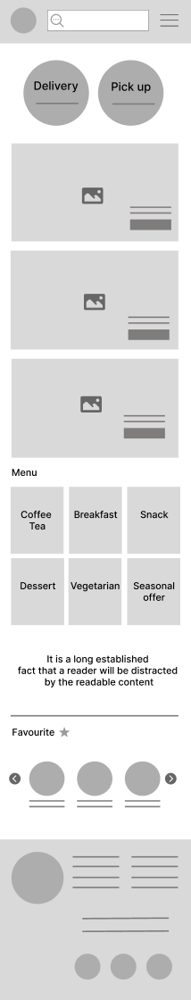 Delivery
Pick up
Menu
Coffee
Tea
Breakfast
Snack
Dessert
Vegetarian
Seasonal
offer
It is a long established
fact that a reader will be distracted
by the readable content
Favourite